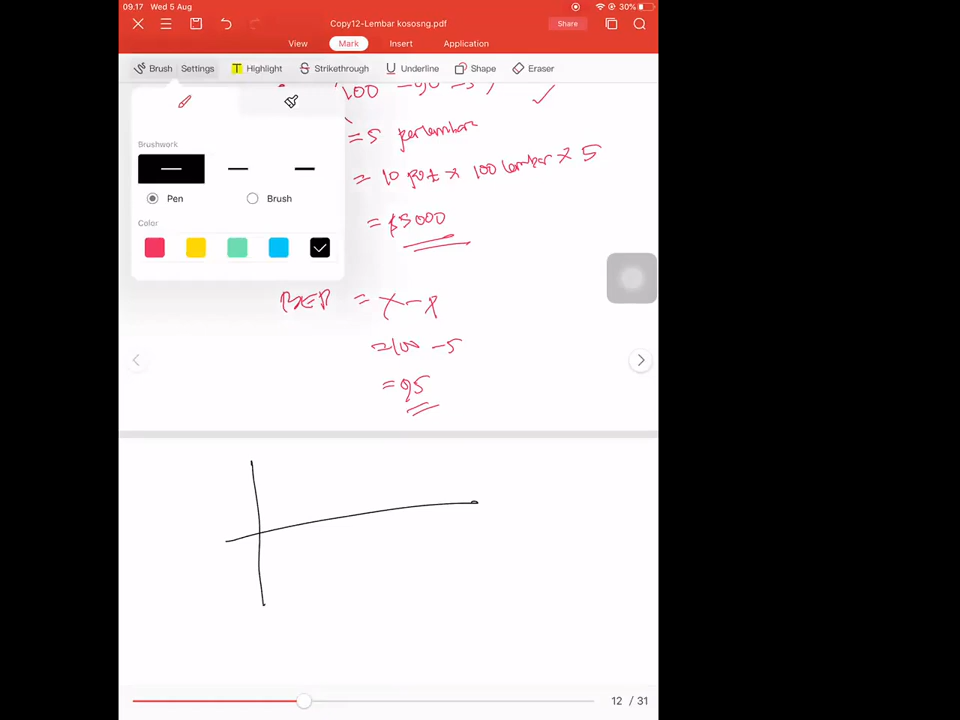 09.17 Wed 5 Aug 30%
Copy12-Lembar kososng.pdf
Share
View Mark Insert Application
Brush Settings Highlight Strikethrough Underline Shape Eraser
Brushwork
Pen Brush
Color
= 5 perlembar
= 10 pot x 100 lembar x 5
= $5000
BEP = X - P
= 100 - 5
= 95
12 / 31